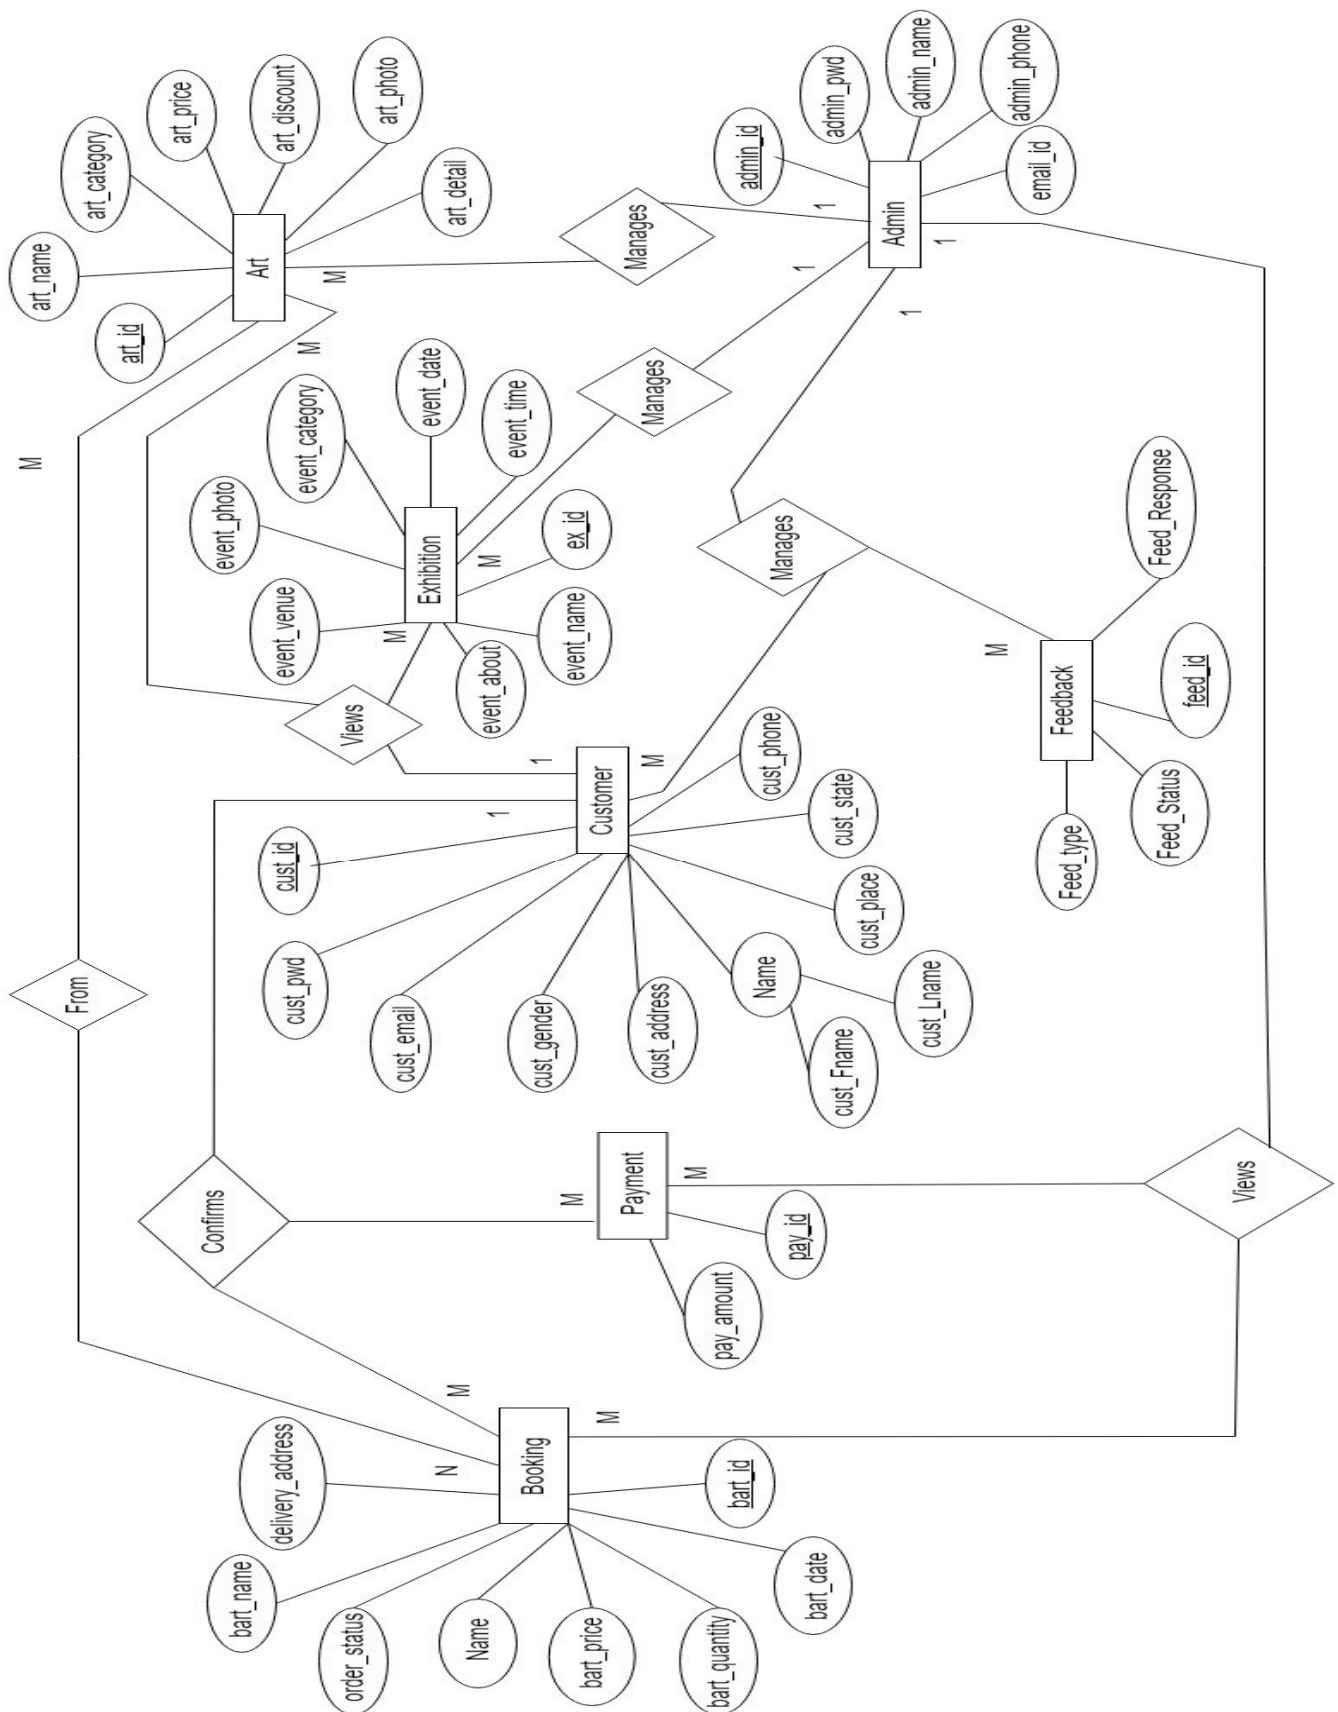 art_name
art_category
art_price
art_discount
art_photo
art_detail
art_id
Art
M
M
M
Manages
1
admin_id
admin_pwd
admin_name
admin_phone
email_id
Admin
1
1
1
event_photo
event_category
event_date
event_time
ex_id
event_name
event_about
event_venue
Exhibition
M
M
Manages
Views
1
1
Customer
M
cust_id
cust_pwd
cust_email
cust_gender
cust_address
Name
cust_Fname
cust_Lname
cust_place
cust_state
cust_phone
Manages
M
Feedback
Feed_Response
feed_id
Feed_Status
Feed_type
From
Confirms
M
Payment
M
pay_id
pay_amount
Views
M
N
M
Booking
delivery_address
bart_name
order_status
Name
bart_price
bart_quantity
bart_date
bart_id